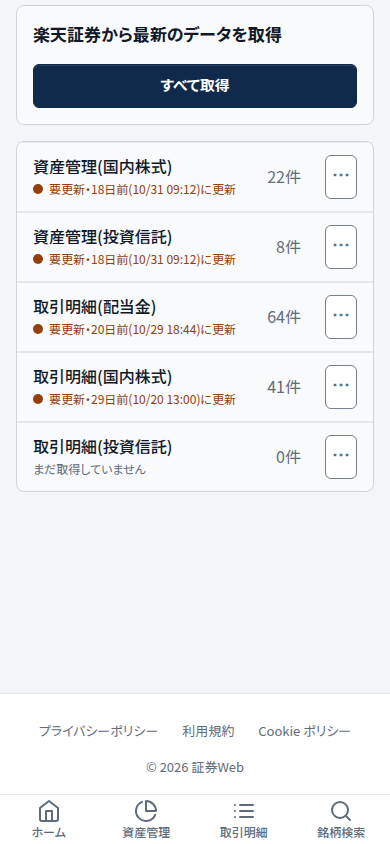 楽天証券から最新のデータを取得
すべて取得
資産管理(国内株式)
要更新・18日前(10/31 09:12)に更新
22件
資産管理(投資信託)
要更新・18日前(10/31 09:12)に更新
8件
取引明細(配当金)
要更新・20日前(10/29 18:44)に更新
64件
取引明細(国内株式)
要更新・29日前(10/20 13:00)に更新
41件
取引明細(投資信託)
まだ取得していません
0件
プライバシーポリシー 利用規約 Cookie ポリシー
© 2026 証券Web
ホーム 資産管理 取引明細 銘柄検索